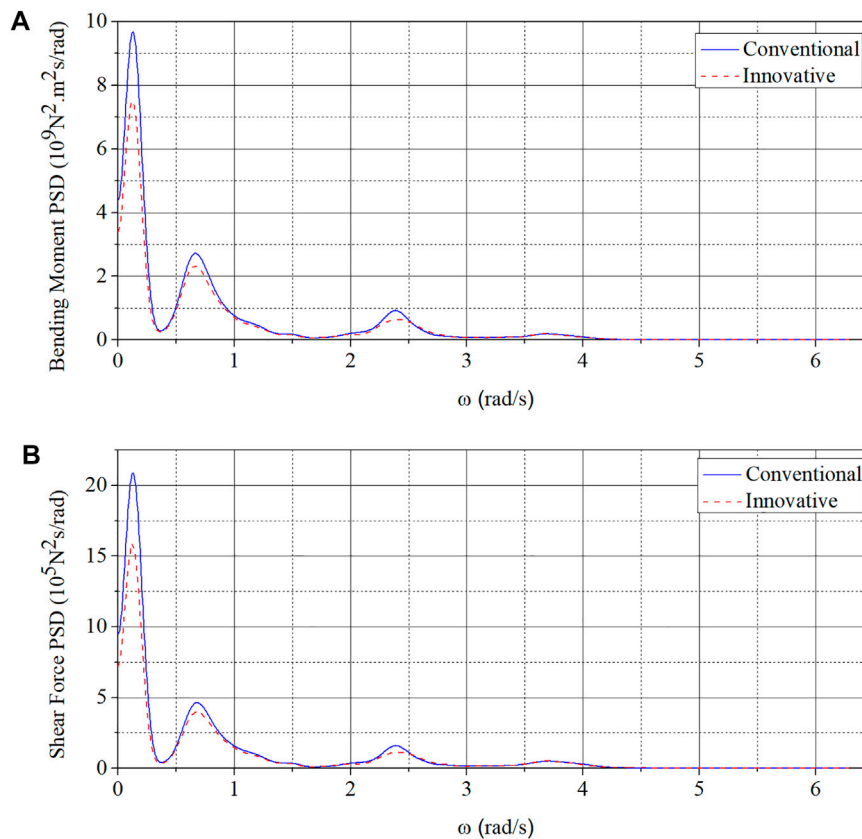 A
Bending Moment PSD (10⁹N².m²s/rad)
10
8
6
4
2
0
Conventional
Innovative
0 1 2 3 4 5 6
ω (rad/s)
B
Shear Force PSD (10⁵N²s/rad)
20
15
10
5
0
Conventional
Innovative
0 1 2 3 4 5 6
ω (rad/s)